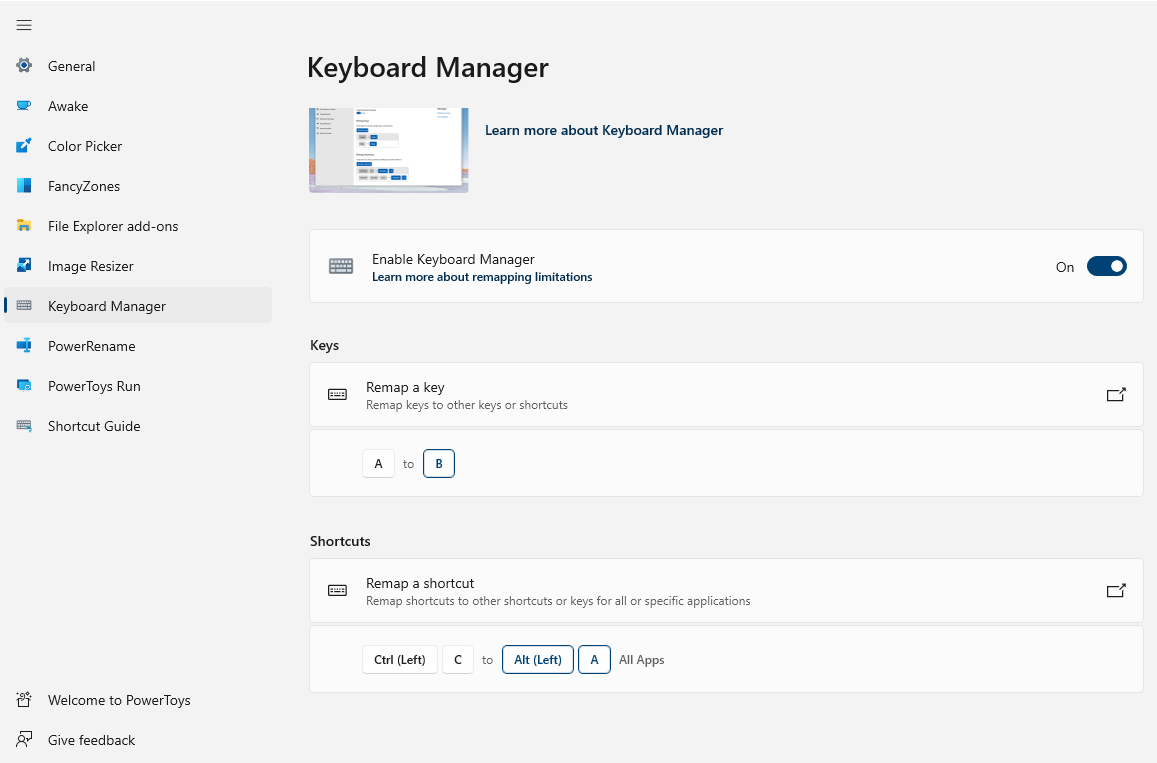 General
Awake
Color Picker
FancyZones
File Explorer add-ons
Image Resizer
Keyboard Manager
PowerRename
PowerToys Run
Shortcut Guide
Welcome to PowerToys
Give feedback
Keyboard Manager
Learn more about Keyboard Manager
Enable Keyboard Manager
Learn more about remapping limitations
On
Keys
Remap a key
Remap keys to other keys or shortcuts
A to B
Shortcuts
Remap a shortcut
Remap shortcuts to other shortcuts or keys for all or specific applications
Ctrl (Left) C to Alt (Left) A All Apps